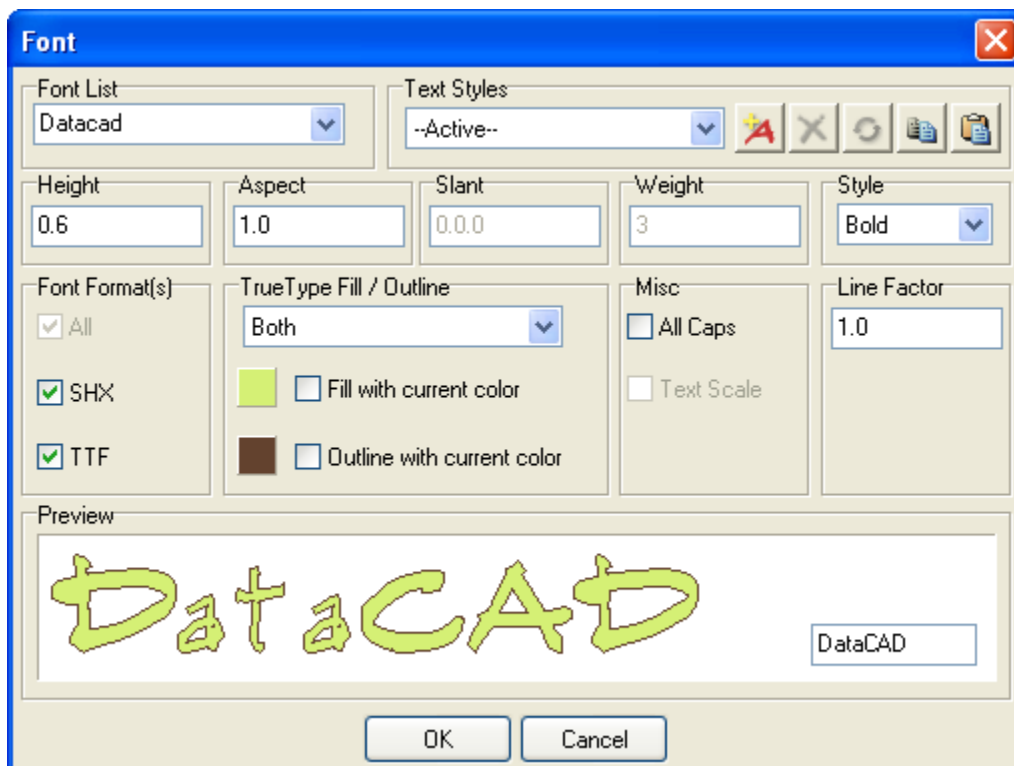 Font
Font List
Text Styles
Datacad
--Active--
Height
Aspect
Slant
Weight
Style
0.6
1.0
0.0.0
3
Bold
Font Format(s)
TrueType Fill / Outline
Misc
Line Factor
All
Both
All Caps
1.0
SHX
Fill with current color
Text Scale
TTF
Outline with current color
Preview
DataCAD
DataCAD
OK
Cancel